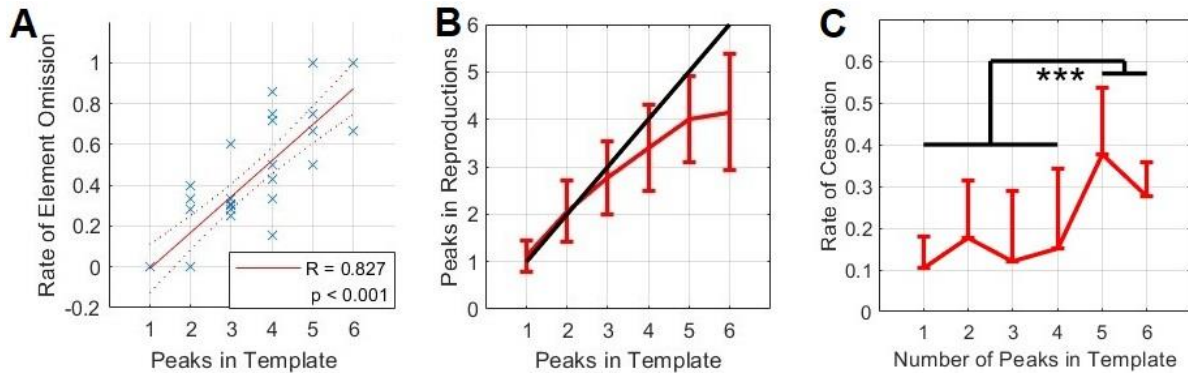 A
Rate of Element Omission
1
0.8
0.6
0.4
0.2
0
-0.2
R = 0.827
p < 0.001
1 2 3 4 5 6
Peaks in Template
B
Peaks in Reproductions
6
5
4
3
2
1
0
1 2 3 4 5 6
Peaks in Template
C
Rate of Cessation
0.6
0.5
0.4
0.3
0.2
0.1
***
1 2 3 4 5 6
Number of Peaks in Template